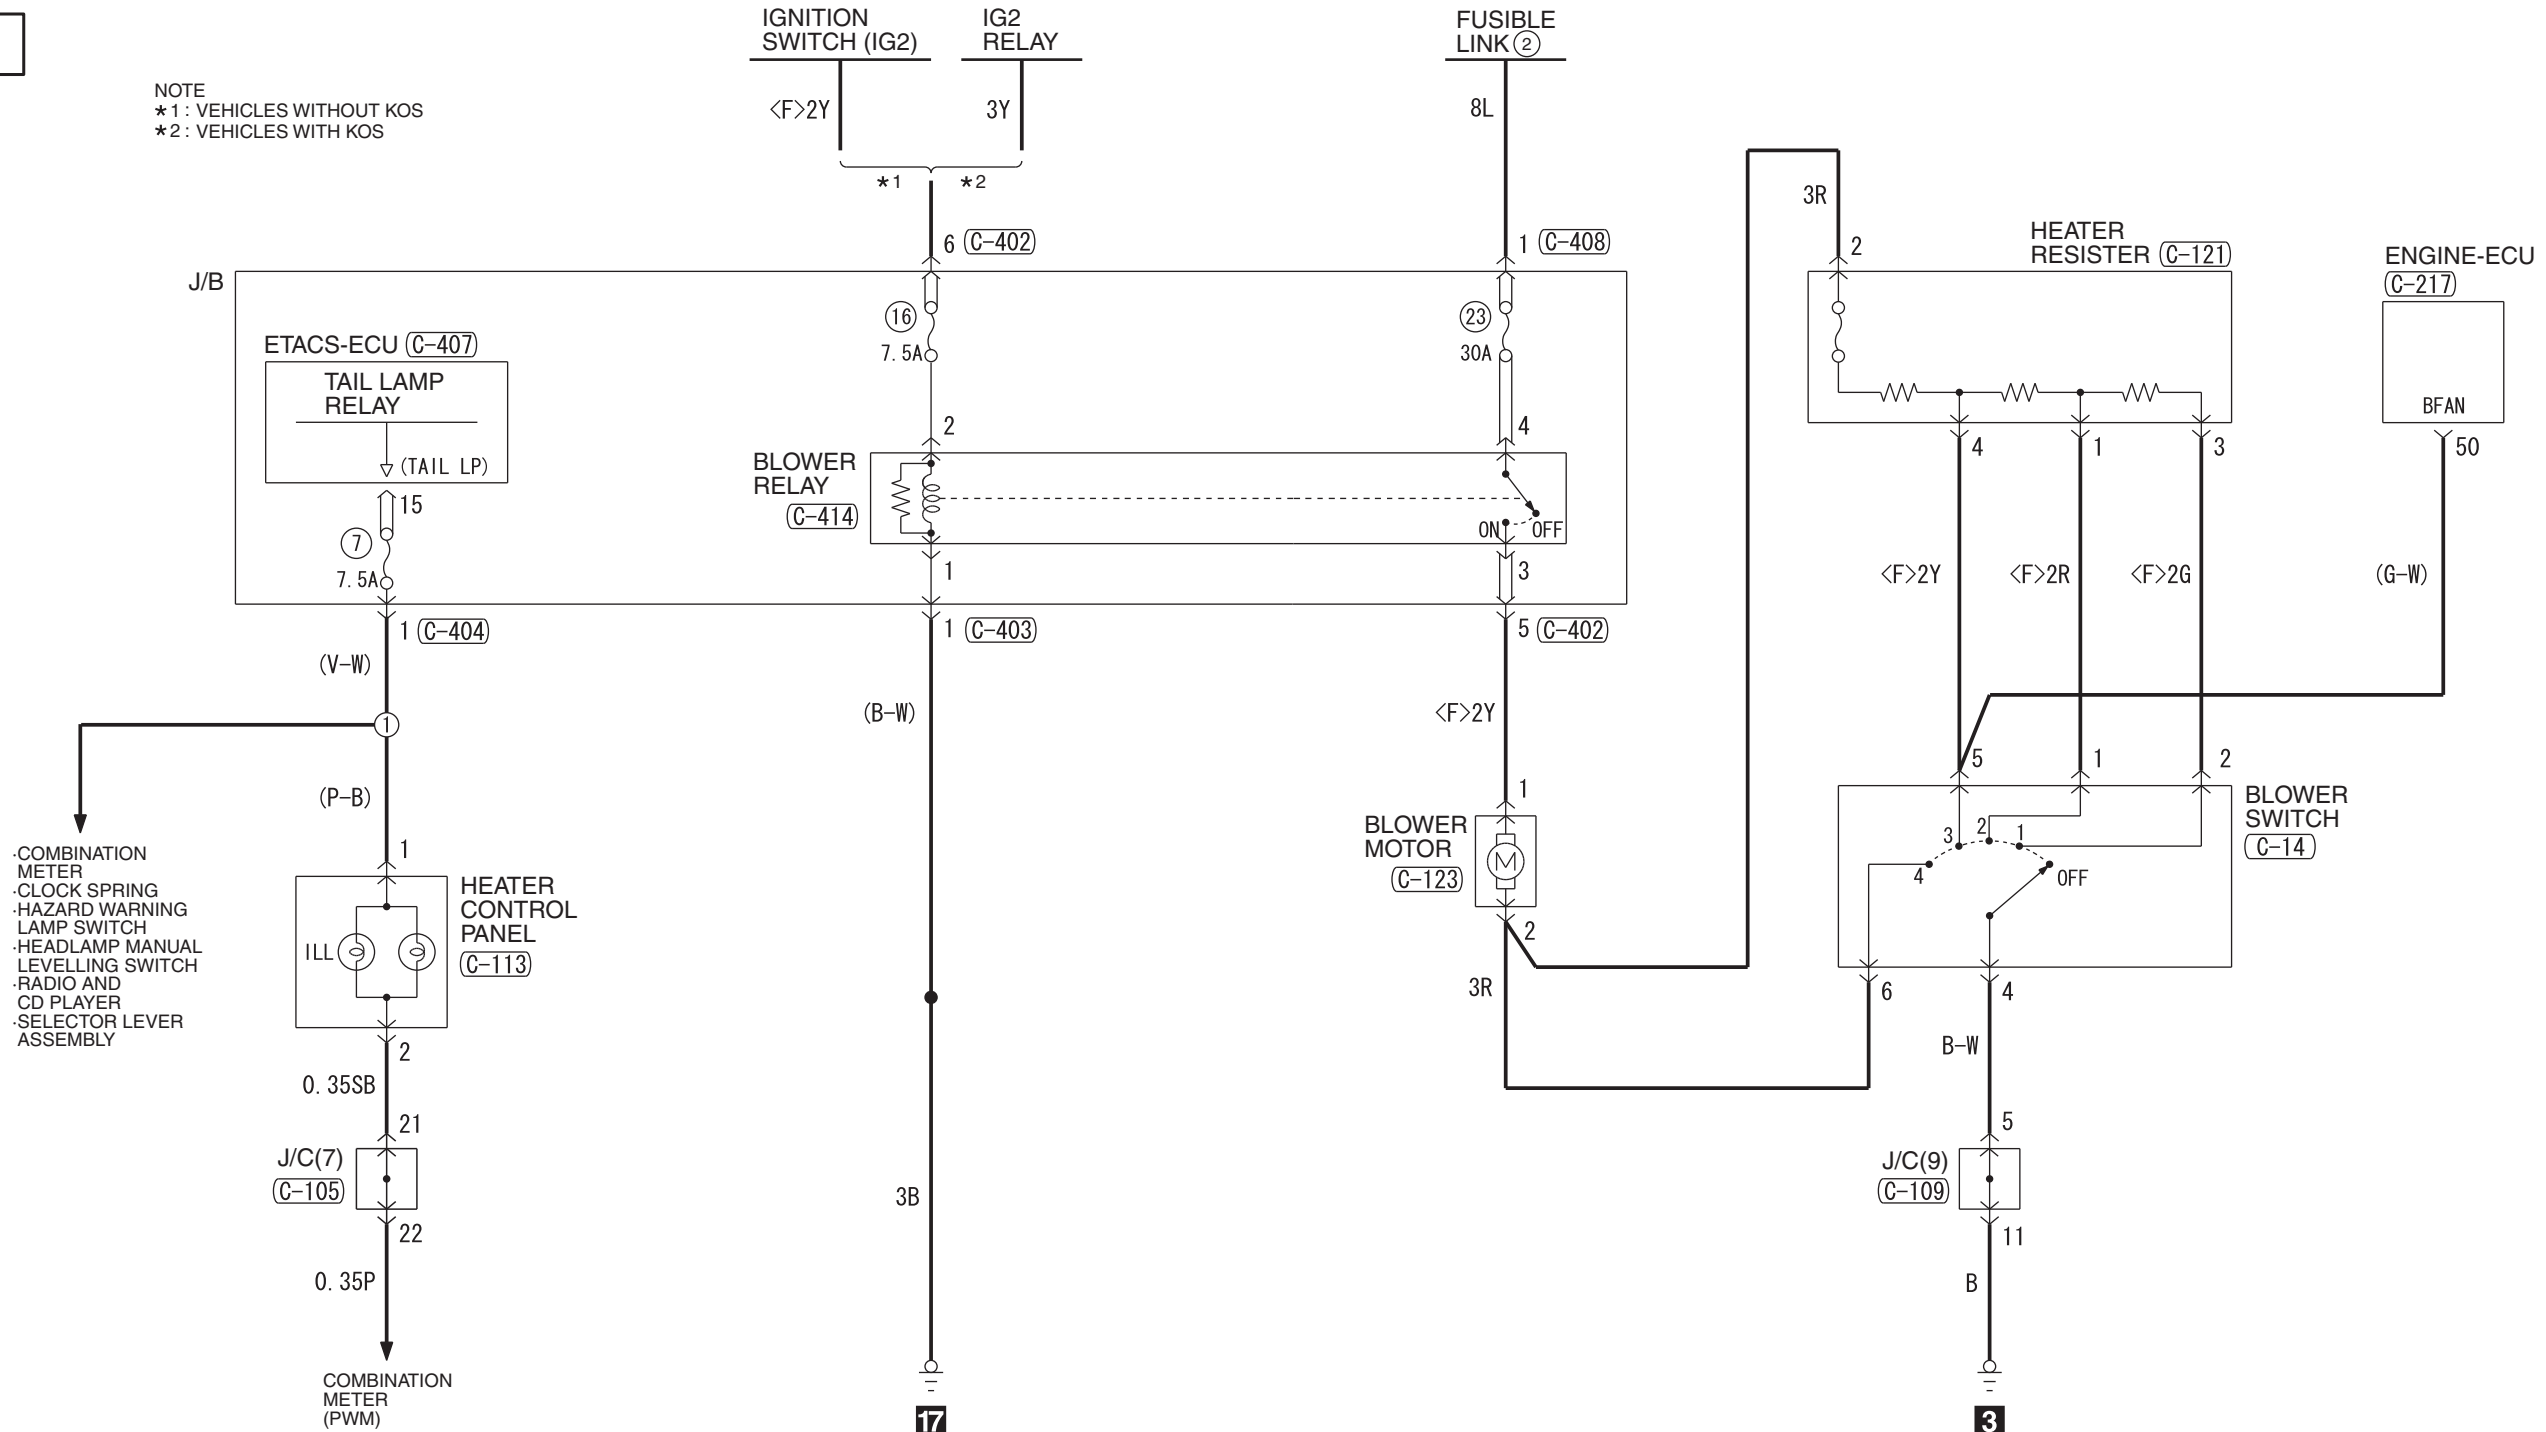 IGNITION
SWITCH (IG2)
IG2
RELAY
FUSIBLE
LINK ②
NOTE
*1 : VEHICLES WITHOUT KOS
*2 : VEHICLES WITH KOS
<F>2Y
3Y
8L
*1
*2
3R
6 C-402
1 C-408
2
HEATER
RESISTER C-121
ENGINE-ECU
C-217
J/B
16
7. 5A
23
30A
ETACS-ECU C-407
TAIL LAMP
RELAY
(TAIL LP)
BFAN
2
4
4
1
3
50
BLOWER
RELAY
C-414
ON
OFF
15
7
7. 5A
1
3
<F>2Y
<F>2R
<F>2G
(G-W)
1 C-404
1 C-403
5 C-402
(V-W)
(B-W)
<F>2Y
1
(P-B)
5
1
2
1
BLOWER
MOTOR
C-123
M
2
BLOWER
SWITCH
C-14
3
2
1
4
OFF
·COMBINATION
METER
·CLOCK SPRING
·HAZARD WARNING
LAMP SWITCH
·HEADLAMP MANUAL
LEVELLING SWITCH
·RADIO AND
CD PLAYER
·SELECTOR LEVER
ASSEMBLY
1
HEATER
CONTROL
PANEL
C-113
ILL
2
3R
6
4
B-W
0. 35SB
21
J/C(7)
C-105
22
0. 35P
COMBINATION
METER
(PWM)
3B
17
5
J/C(9)
C-109
11
B
3